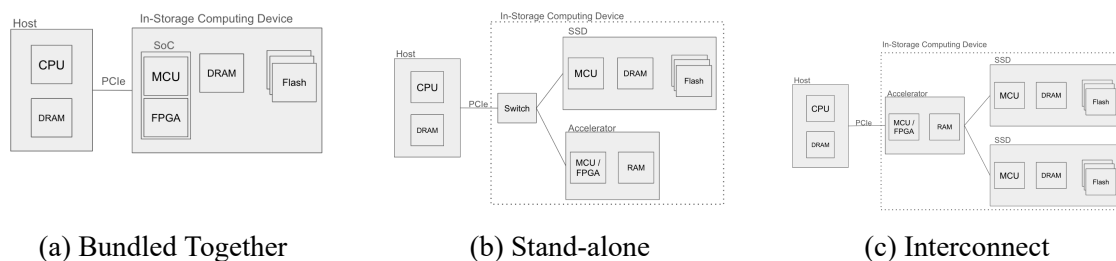 Host
In-Storage Computing Device
SoC
CPU
MCU
DRAM
Flash
PCIe
DRAM
FPGA
(a) Bundled Together
In-Storage Computing Device
SSD
Host
CPU
MCU
DRAM
Flash
PCIe
Switch
DRAM
Accelerator
MCU /
FPGA
RAM
(b) Stand-alone
In-Storage Computing Device
SSD
Host
MCU
DRAM
Flash
Accelerator
CPU
MCU /
FPGA
RAM
PCIe
DRAM
SSD
MCU
DRAM
Flash
(c) Interconnect